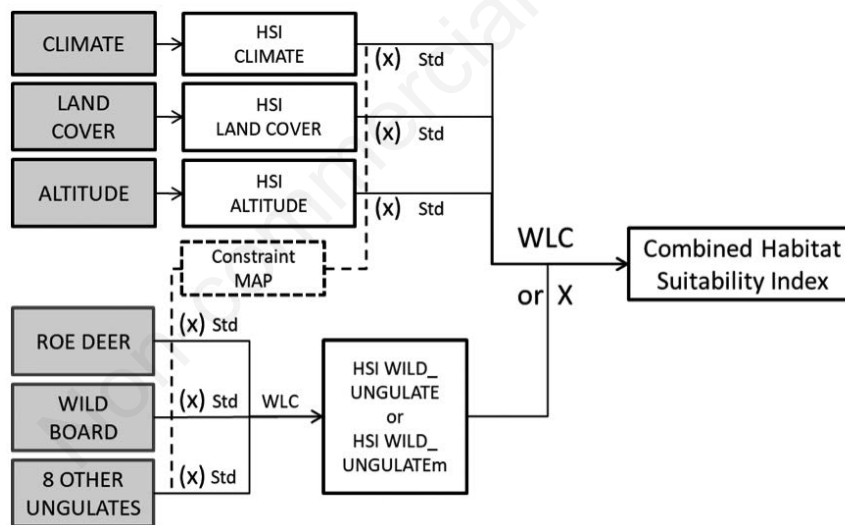 CLIMATE
HSI
CLIMATE
(x) Std
LAND
COVER
HSI
LAND COVER
(x) Std
ALTITUDE
HSI
ALTITUDE
(x) Std
Constraint
MAP
WLC
or X
Combined Habitat
Suitability Index
ROE DEER
(x) Std
WILD
BOARD
(x) Std
WLC
HSI WILD_
UNGULATE
or
HSI WILD_
UNGULATEm
8 OTHER
UNGULATES
(x) Std
Non commercial